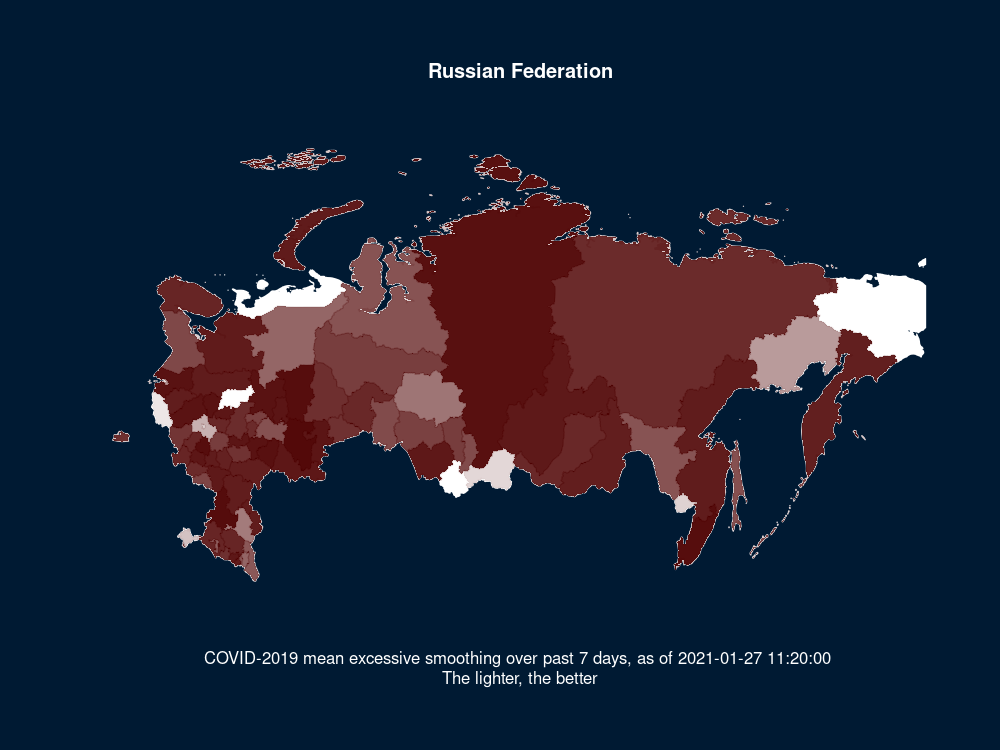 Russian Federation
COVID-2019 mean excessive smoothing over past 7 days, as of 2021-01-27 11:20:00
The lighter, the better